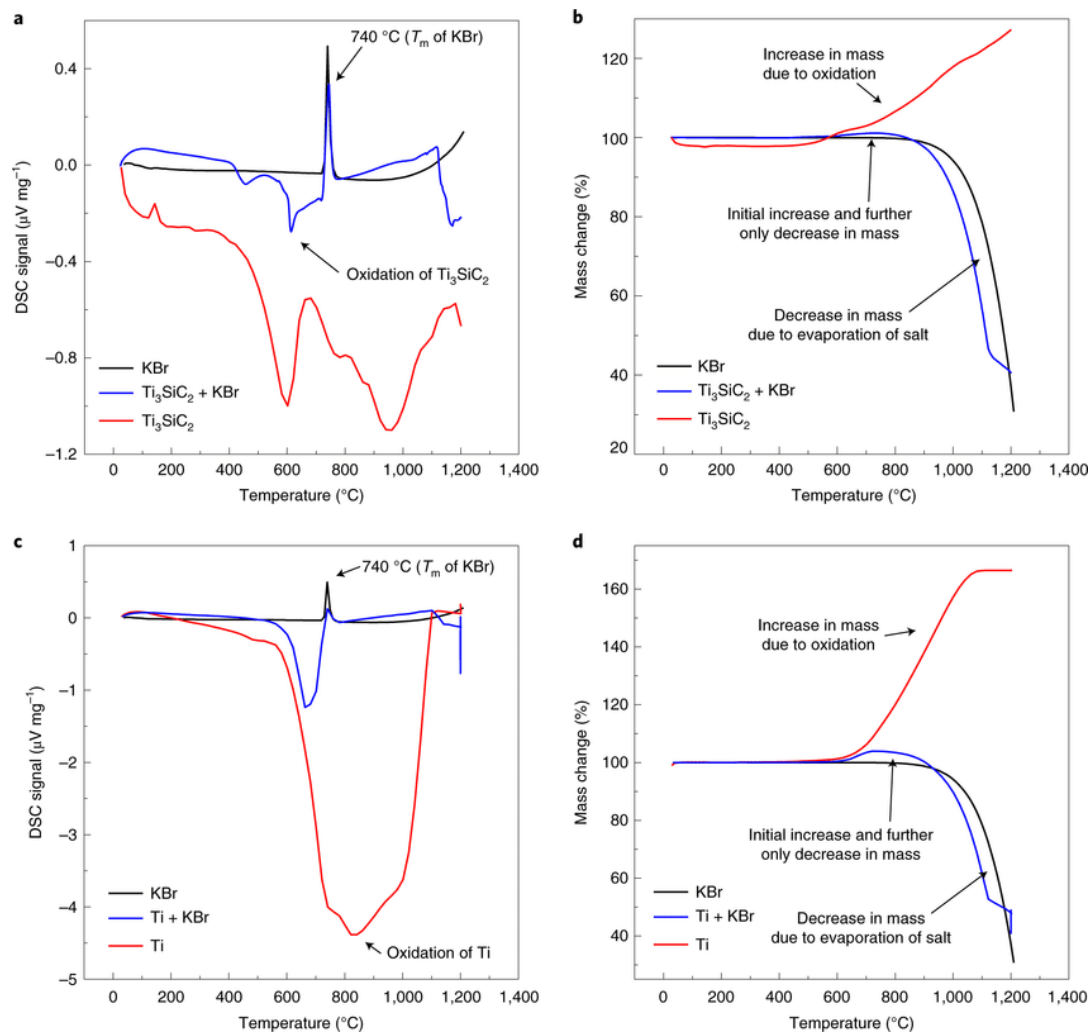 a
740 °C (Tₘ of KBr)
0.4
0.0
−0.4
−0.8
−1.2
DSC signal (µV mg⁻¹)
Oxidation of Ti₃SiC₂
KBr
Ti₃SiC₂ + KBr
Ti₃SiC₂
0 200 400 600 800 1,000 1,200 1,400
Temperature (°C)
b
Increase in mass
due to oxidation
120
100
80
60
40
20
Mass change (%)
Initial increase and further
only decrease in mass
Decrease in mass
due to evaporation of salt
KBr
Ti₃SiC₂ + KBr
Ti₃SiC₂
0 200 400 600 800 1,000 1,200 1,400
Temperature (°C)
c
740 °C (Tₘ of KBr)
1
0
−1
−2
−3
−4
−5
DSC signal (µV mg⁻¹)
KBr
Ti + KBr
Ti
Oxidation of Ti
0 200 400 600 800 1,000 1,200 1,400
Temperature (°C)
d
160
140
120
100
80
60
40
Mass change (%)
Increase in mass
due to oxidation
Initial increase and further
only decrease in mass
KBr
Ti + KBr
Ti
Decrease in mass
due to evaporation of salt
0 200 400 600 800 1,000 1,200 1,400
Temperature (°C)